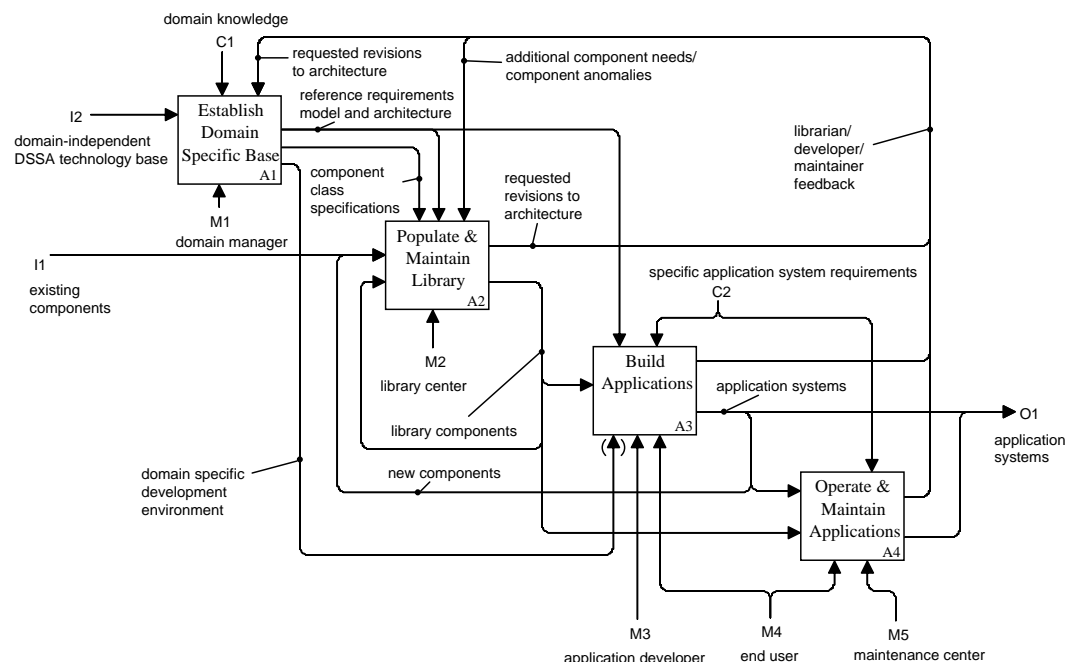 domain knowledge
C1
requested revisions
to architecture
additional component needs/
component anomalies
I2
domain-independent
DSSA technology base
Establish
Domain
Specific Base
A1
reference requirements
model and architecture
librarian/
developer/
maintainer
feedback
component
class
specifications
requested
revisions to
architecture
M1
domain manager
I1
existing
components
Populate &
Maintain
Library
A2
specific application system requirements
C2
M2
library center
Build
Applications
A3
application systems
O1
application
systems
library components
( )
domain specific
development
environment
new components
Operate &
Maintain
Applications
A4
M3
application developer
M4
end user
M5
maintenance center